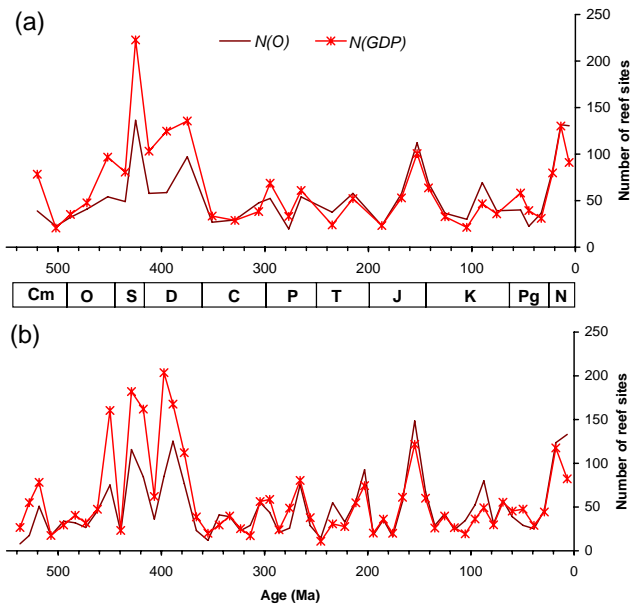 (a)
N(O) N(GDP)
250
200
150
100
50
0
Number of reef sites
500 400 300 200 100 0
Cm O S D C P T J K Pg N
(b)
250
200
150
100
50
0
Number of reef sites
500 400 300 200 100 0
Age (Ma)